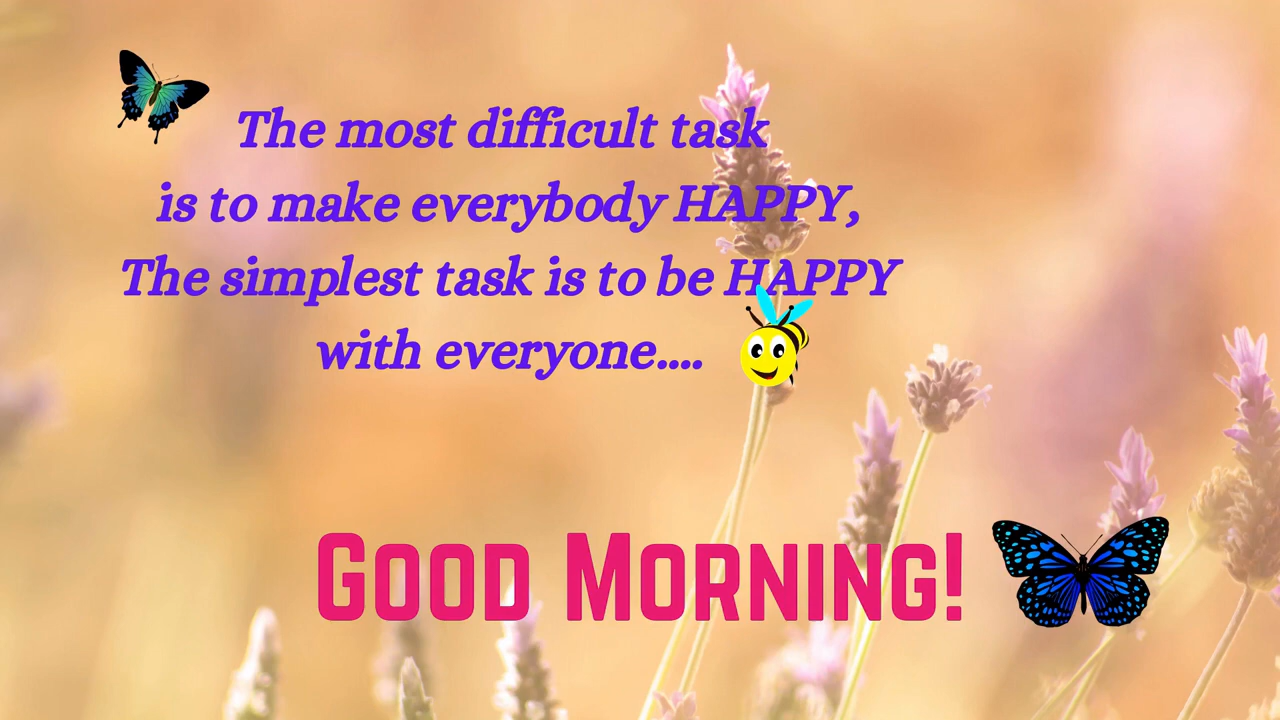 The most difficult task
is to make everybody HAPPY,
The simplest task is to be HAPPY
with everyone....
GOOD MORNING!